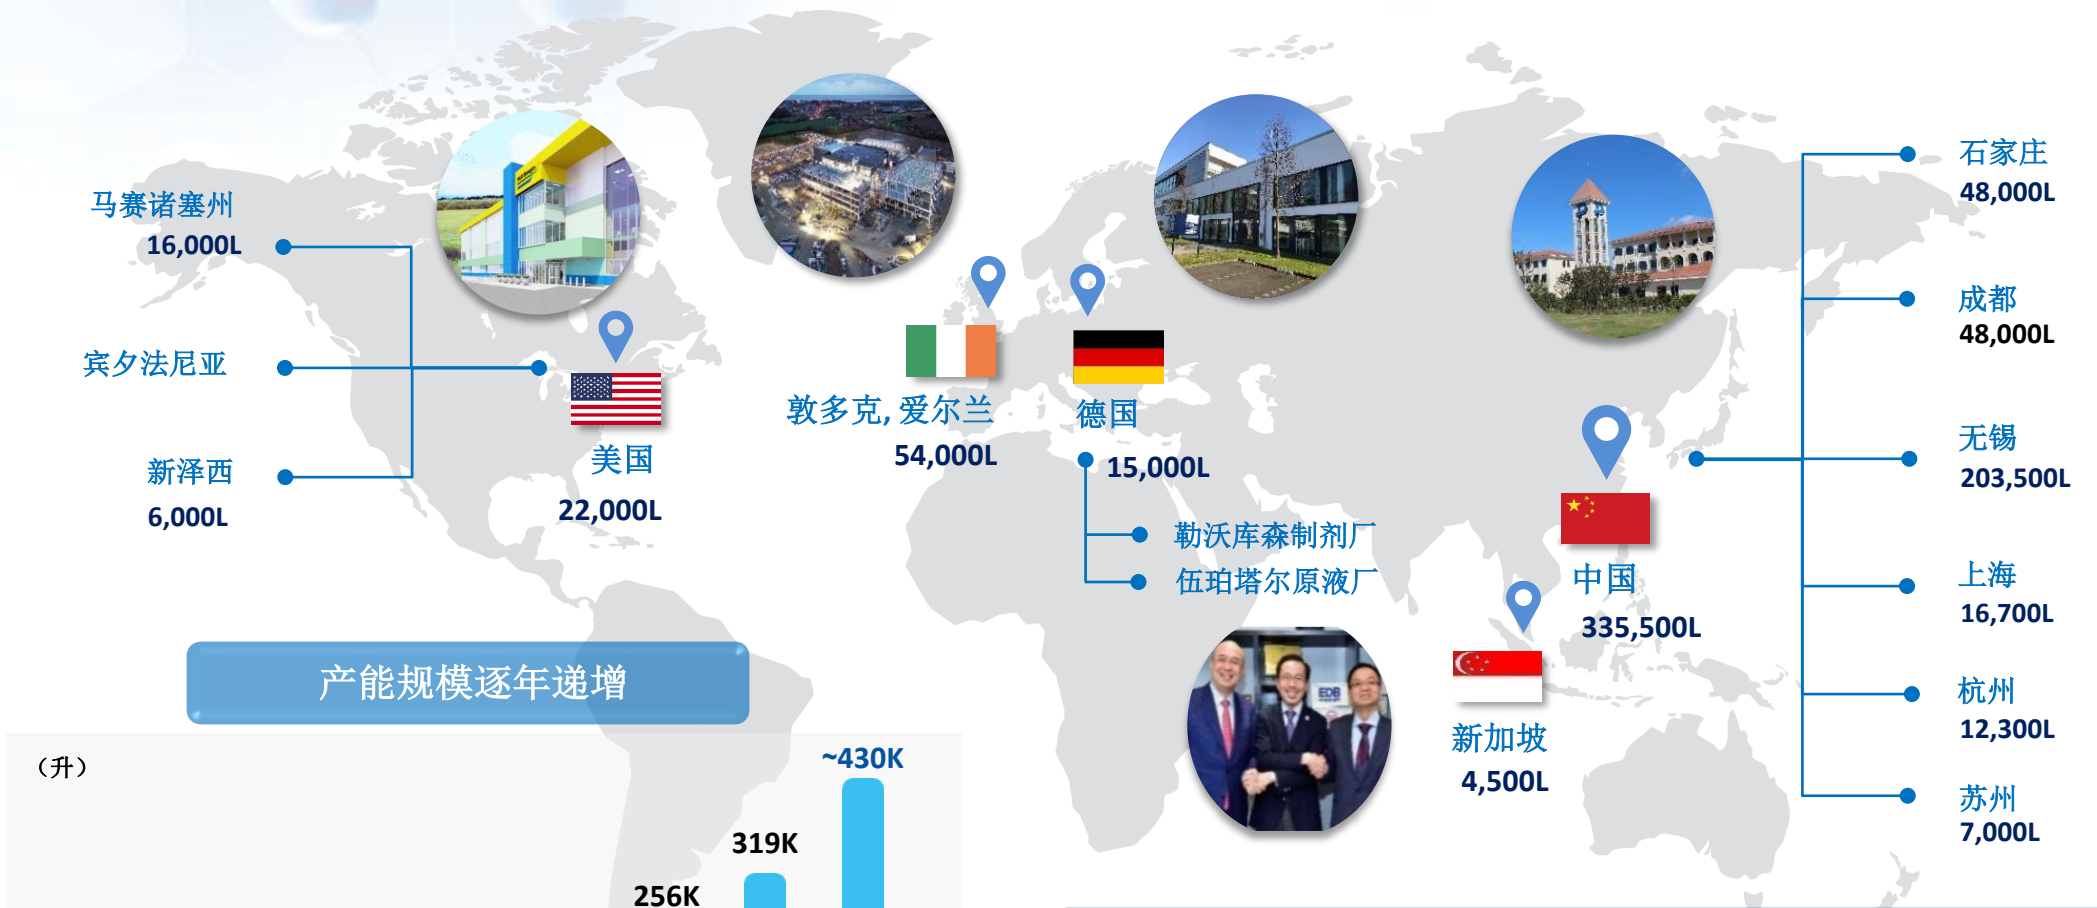 马赛诸塞州
16,000L
宾夕法尼亚
新泽西
6,000L
美国
22,000L
敦多克, 爱尔兰
54,000L
德国
15,000L
勒沃库森制剂厂
伍珀塔尔原液厂
EDB
中国
335,500L
新加坡
4,500L
石家庄
48,000L
成都
48,000L
无锡
203,500L
上海
16,700L
杭州
12,300L
苏州
7,000L
产能规模逐年递增
（升）
~430K
319K
256K